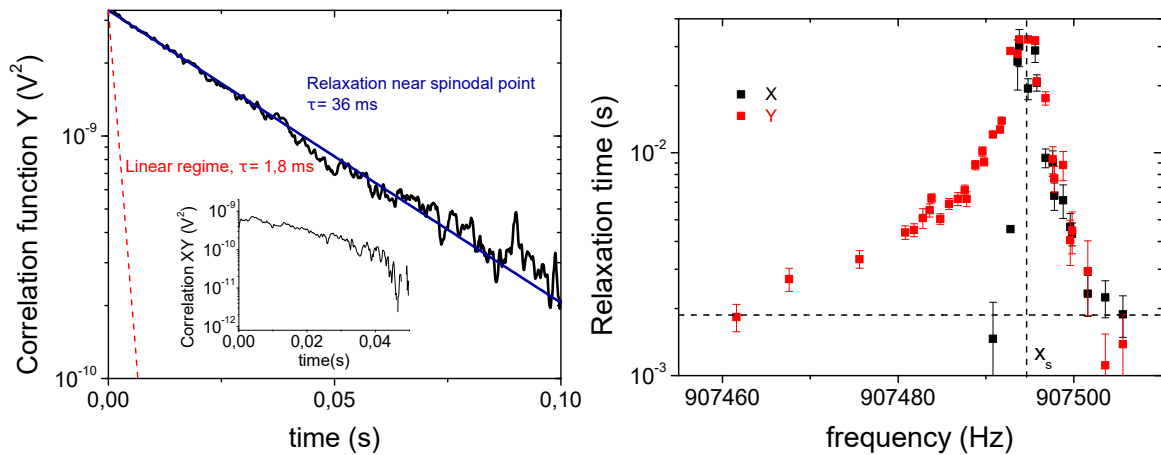 Correlation function Y (V²)
10⁻⁹
10⁻¹⁰
Relaxation near spinodal point
τ= 36 ms
Linear regime, τ= 1,8 ms
Correlation XY (V²)
10⁻⁹
10⁻¹⁰
10⁻¹¹
10⁻¹²
0,00
0,02
0,04
time(s)
0,00
0,05
0,10
time (s)
Relaxation time (s)
10⁻²
10⁻³
X
Y
xₛ
907460
907480
907500
frequency (Hz)